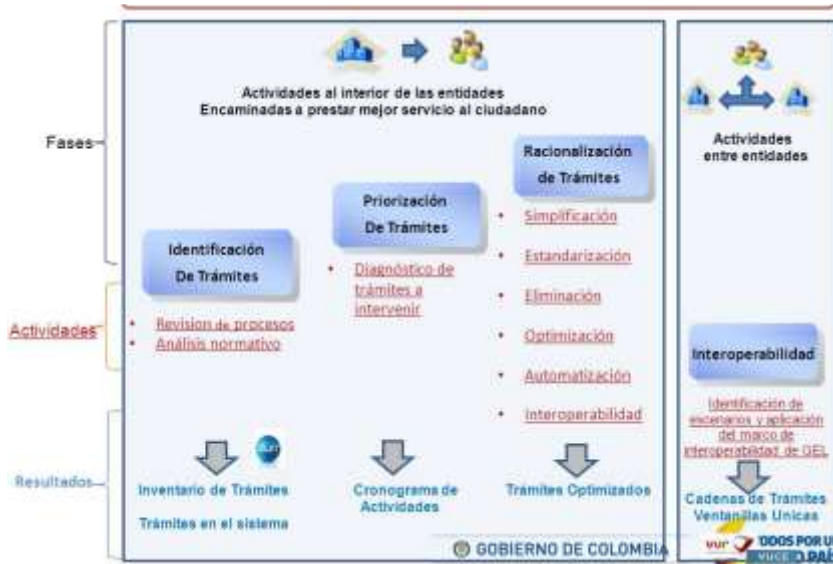 Actividades al interior de las entidades
Encaminadas a prestar mejor servicio al ciudadano
Fases
Identificación
De Trámites
Priorización
De Trámites
Racionalización
de Trámites
Actividades
entre entidades
Interoperabilidad
Actividades
• Revision de procesos
• Análisis normativo
• Diagnóstico de
trámites a
intervenir
• Simplificación
• Estandarización
• Eliminación
• Optimización
• Automatización
• Interoperabilidad
Identificación de
escenarios y aplicación
del marco de
interoperabilidad de GEL
Resultados
Inventario de Trámites
Trámites en el sistema
Cronograma de
Actividades
Trámites Optimizados
Cadenas de Trámites
Ventanillas Unicas
GOBIERNO DE COLOMBIA
vur
VUCE
PAÍS